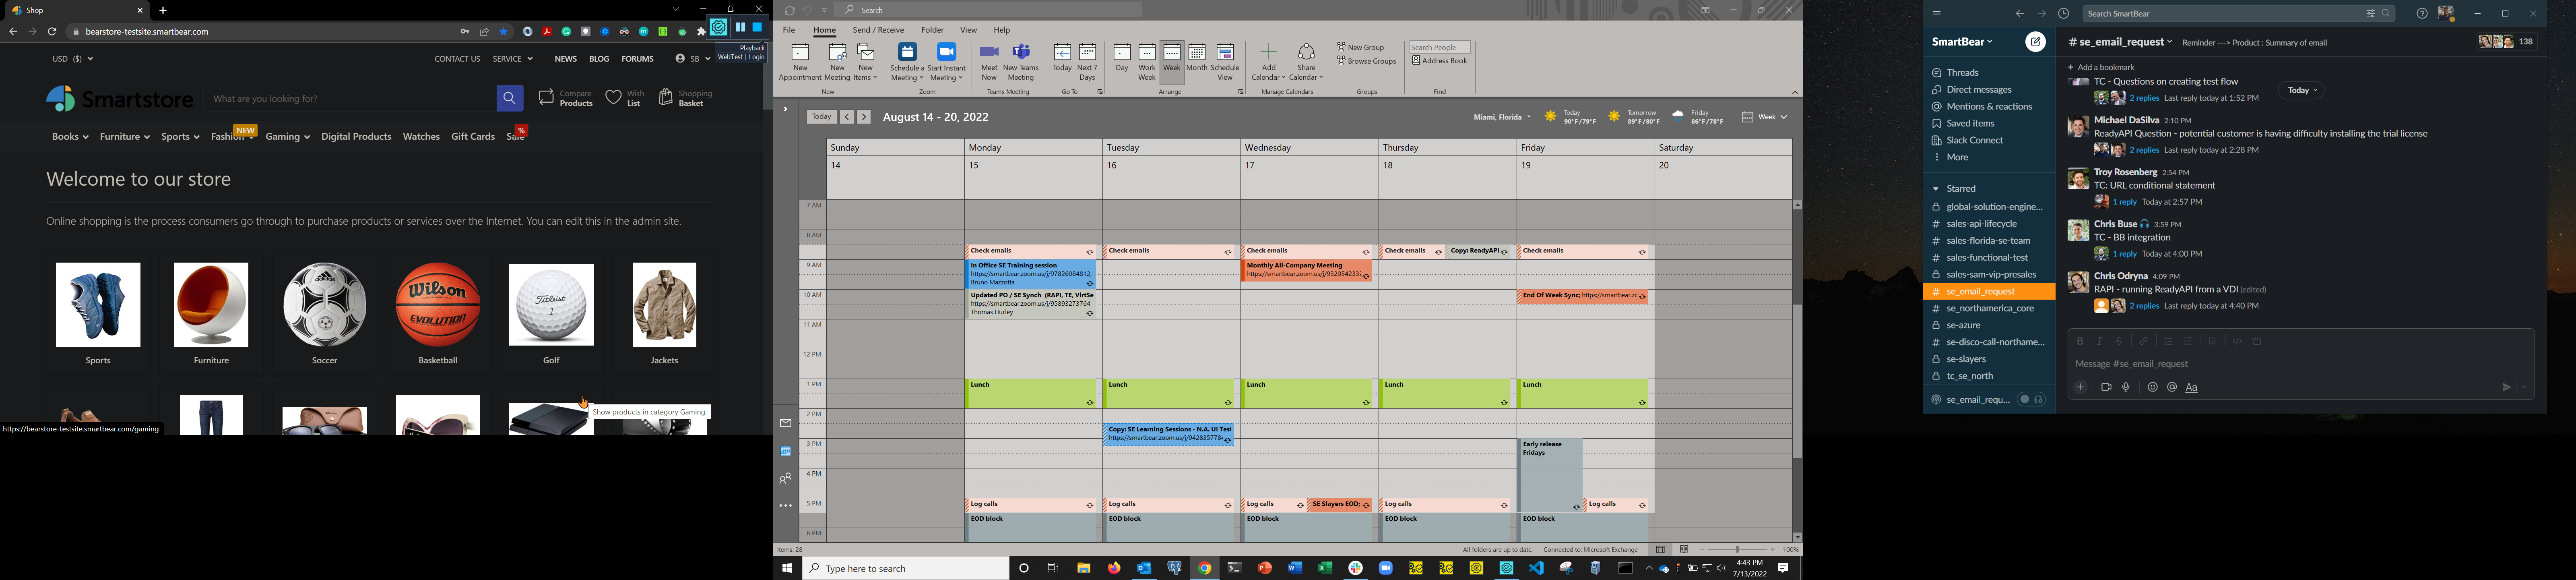 Shop
bearstore-testsite.smartbear.com
Playback
WebTest | Login
USD ($)
CONTACT US
SERVICE
NEWS
BLOG
FORUMS
SB
Smartstore
What are you looking for?
Compare
Products
Wish
List
Shopping
Basket
Books
Furniture
Sports
Fashion
NEW
Gaming
Digital Products
Watches
Gift Cards
%
Welcome to our store
Online shopping is the process consumers go through to purchase products or services over the Internet. You can edit this in the admin site.
Sports
Furniture
Soccer
Basketball
Golf
Jackets
Show products in category Gaming
https://bearstore-testsite.smartbear.com/gaming
Search
File
Home
Send / Receive
Folder
View
Help
New
Appointment
New
Meeting
New
Items
New
Schedule a
Meeting
Start Instant
Meeting
Zoom
Meet
Now
New Teams
Meeting
Teams Meeting
Today
Next 7
Days
Go To
Day
Work
Week
Week
Month
Schedule
View
Arrange
Add
Calendar
Share
Calendar
Manage Calendars
New Group
Browse Groups
Groups
Search People
Address Book
Find
Today
August 14 - 20, 2022
Miami, Florida
Today
90°F/79°F
Tomorrow
89°F/80°F
Friday
86°F/78°F
Week
Sunday
Monday
Tuesday
Wednesday
Thursday
Friday
Saturday
14
15
16
17
18
19
20
7 AM
8 AM
Check emails
Check emails
Check emails
Check emails
Copy: ReadyAPI
Check emails
9 AM
In Office SE Training session
https://smartbear.zoom.us/j/97826084812;
Bruno Mazzotta
Monthly All-Company Meeting
https://smartbear.zoom.us/j/932054233
10 AM
Updated PO / SE Synch (RAPI, TE, VirtSe
https://smartbear.zoom.us/j/95893273764
Thomas Hurley
End Of Week Sync; https://smartbear.zc
11 AM
12 PM
1 PM
Lunch
Lunch
Lunch
Lunch
Lunch
2 PM
Copy: SE Learning Sessions - N.A. UI Test
https://smartbear.zoom.us/j/942835778
3 PM
Early release
Fridays
4 PM
5 PM
Log calls
Log calls
Log calls
SE Slayers EOD;
Log calls
Log calls
EOD block
EOD block
EOD block
EOD block
EOD block
6 PM
Items: 28
All folders are up to date.
Connected to: Microsoft Exchange
100%
Type here to search
4:43 PM
7/13/2022
Search SmartBear
SmartBear
Threads
Direct messages
Mentions & reactions
Saved items
Slack Connect
More
Starred
global-solution-engine...
sales-api-lifecycle
sales-florida-se-team
sales-functional-test
sales-sam-vip-presales
se_email_request
se_northamerica_core
se-azure
se-disco-call-northame...
se-slayers
tc_se_north
se_email_requ...
# se_email_request
Reminder ---> Product : Summary of email
138
Add a bookmark
TC - Questions on creating test flow
2 replies Last reply today at 1:52 PM
Today
Michael DaSilva 2:10 PM
ReadyAPI Question - potential customer is having difficulty installing the trial license
2 replies Last reply today at 2:28 PM
Troy Rosenberg 2:54 PM
TC: URL conditional statement
1 reply Today at 2:57 PM
Chris Buse 3:59 PM
TC - BB integration
1 reply Today at 4:00 PM
Chris Odryna 4:09 PM
RAPI - running ReadyAPI from a VDI (edited)
2 replies Last reply today at 4:40 PM
Message #se_email_request